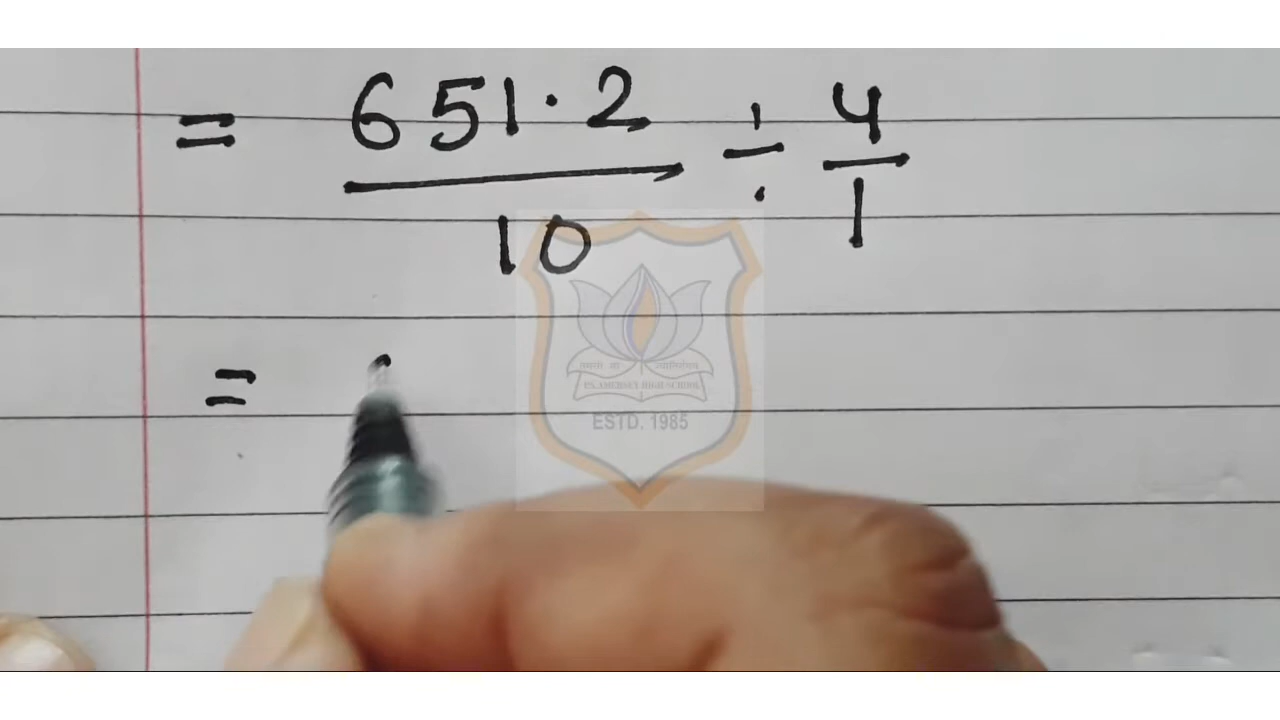 = 651.2/10 ÷ 4/1
=
ESTD. 1985